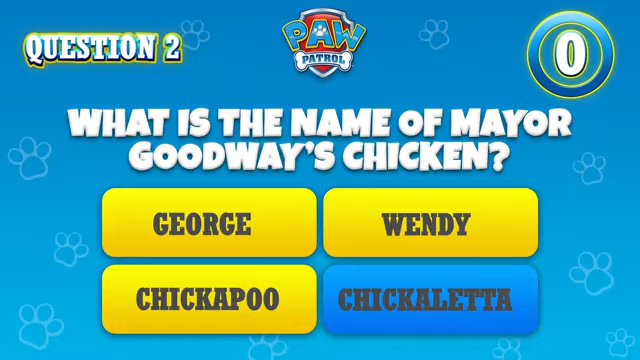 QUESTION 2
PAW
PATROL
0
WHAT IS THE NAME OF MAYOR
GOODWAY'S CHICKEN?
GEORGE
WENDY
CHICKAPOO
CHICKALETTA